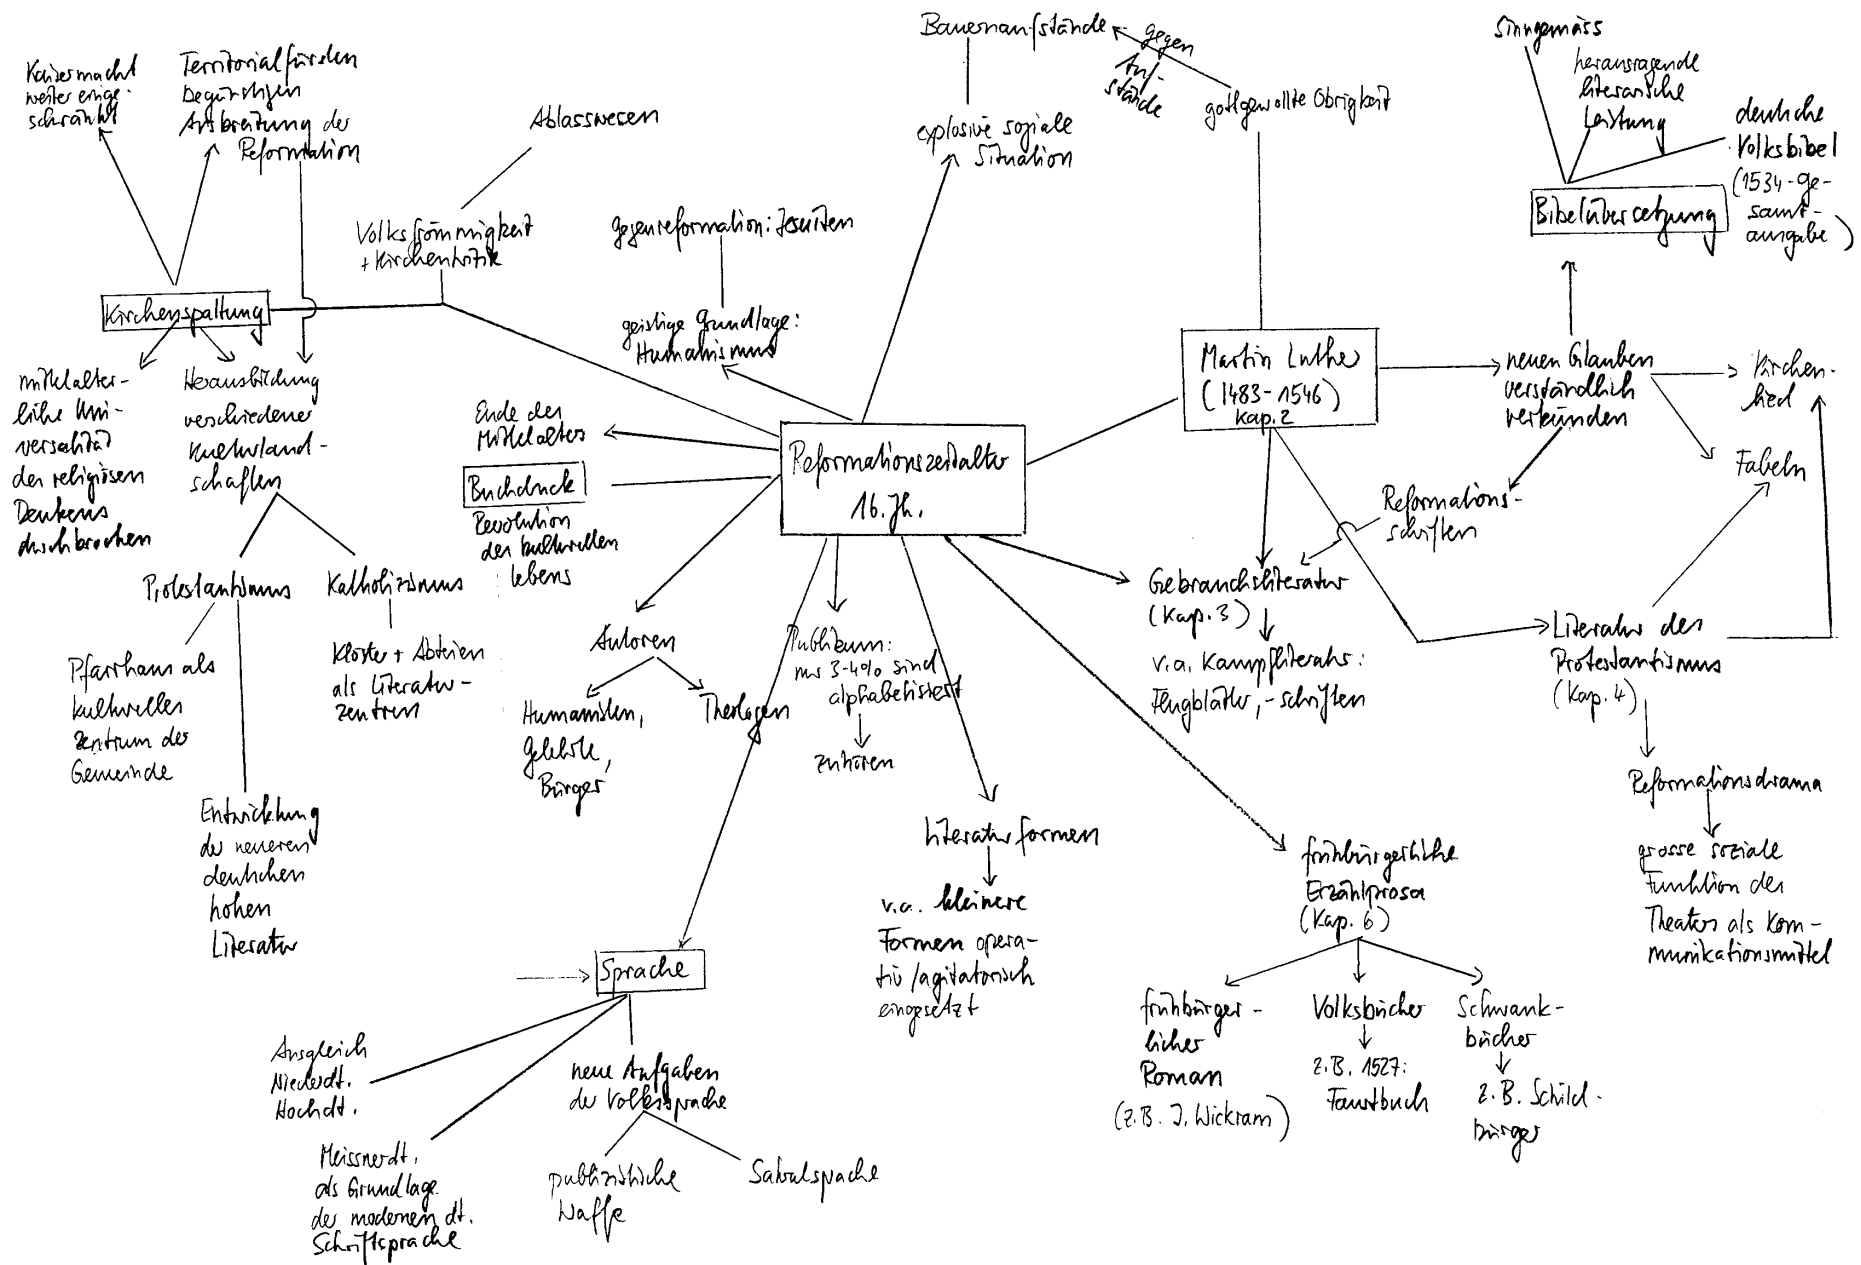 Kaisermacht
weiter einge-
schränkt
Territorialfürsten
begünstigen
Ausbreitung der
Reformation
Ablasswesen
Volksfrömmigkeit
+ Kirchenkritik
Kirchenspaltung
mittelalter-
liche Uni-
versalität
des religiösen
Denkens
durchbrochen
Herausbildung
verschiedener
Kulturland-
schaften
Protestantismus
Katholizismus
Pfarrhaus als
kulturelles
Zentrum der
Gemeinde
Klöster + Abteien
als Literatur-
zentren
Entwicklung
der neueren
deutschen
hohen
Literatur
Gegenreformation: Jesuiten
geistige Grundlage:
Humanismus
Ende des
Mittelalters
Buchdruck
Revolution
des kulturellen
Lebens
Bauernaufstände
gegen
Auf-
stände
explosive soziale
Situation
gottgewollte Obrigkeit
Reformationszeitalter
16. Jh.
Martin Luther
(1483-1546)
Kap. 2
sinngemäss
herausragende
literarische
Leistung
deutsche
Volksbibel
(1534-Ge-
samt-
ausgabe)
Bibelübersetzung
neuen Glauben
verständlich
verkünden
Kirchen-
lied
Fabeln
Reformations-
schriften
Gebrauchsliteratur
(Kap. 3)
v.a. Kampfliteratur:
Flugblätter, -schriften
Literatur des
Protestantismus
(Kap. 4)
Reformationsdrama
grosse soziale
Funktion des
Theaters als Kom-
munikationsmittel
Autoren
Humanisten,
Gelehrte,
Bürger
Theologen
Publikum:
nur 3-4% sind
alphabetisiert
zuhören
Literaturformen
v.a. kleinere
Formen opera-
tiv/agitatorisch
eingesetzt
frühbürgerliche
Erzählprosa
(Kap. 6)
frühbürger-
licher
Roman
(z.B. J. Wickram)
Volksbücher
z.B. 1527:
Faustbuch
Schwank-
bücher
z.B. Schild-
bürger
Sprache
Ausgleich
Niederdt.
Hochdt.
Meissnerdt.
als Grundlage
der modernen dt.
Schriftsprache
neue Aufgaben
der Volkssprache
publizistische
Waffe
Sakralsprache